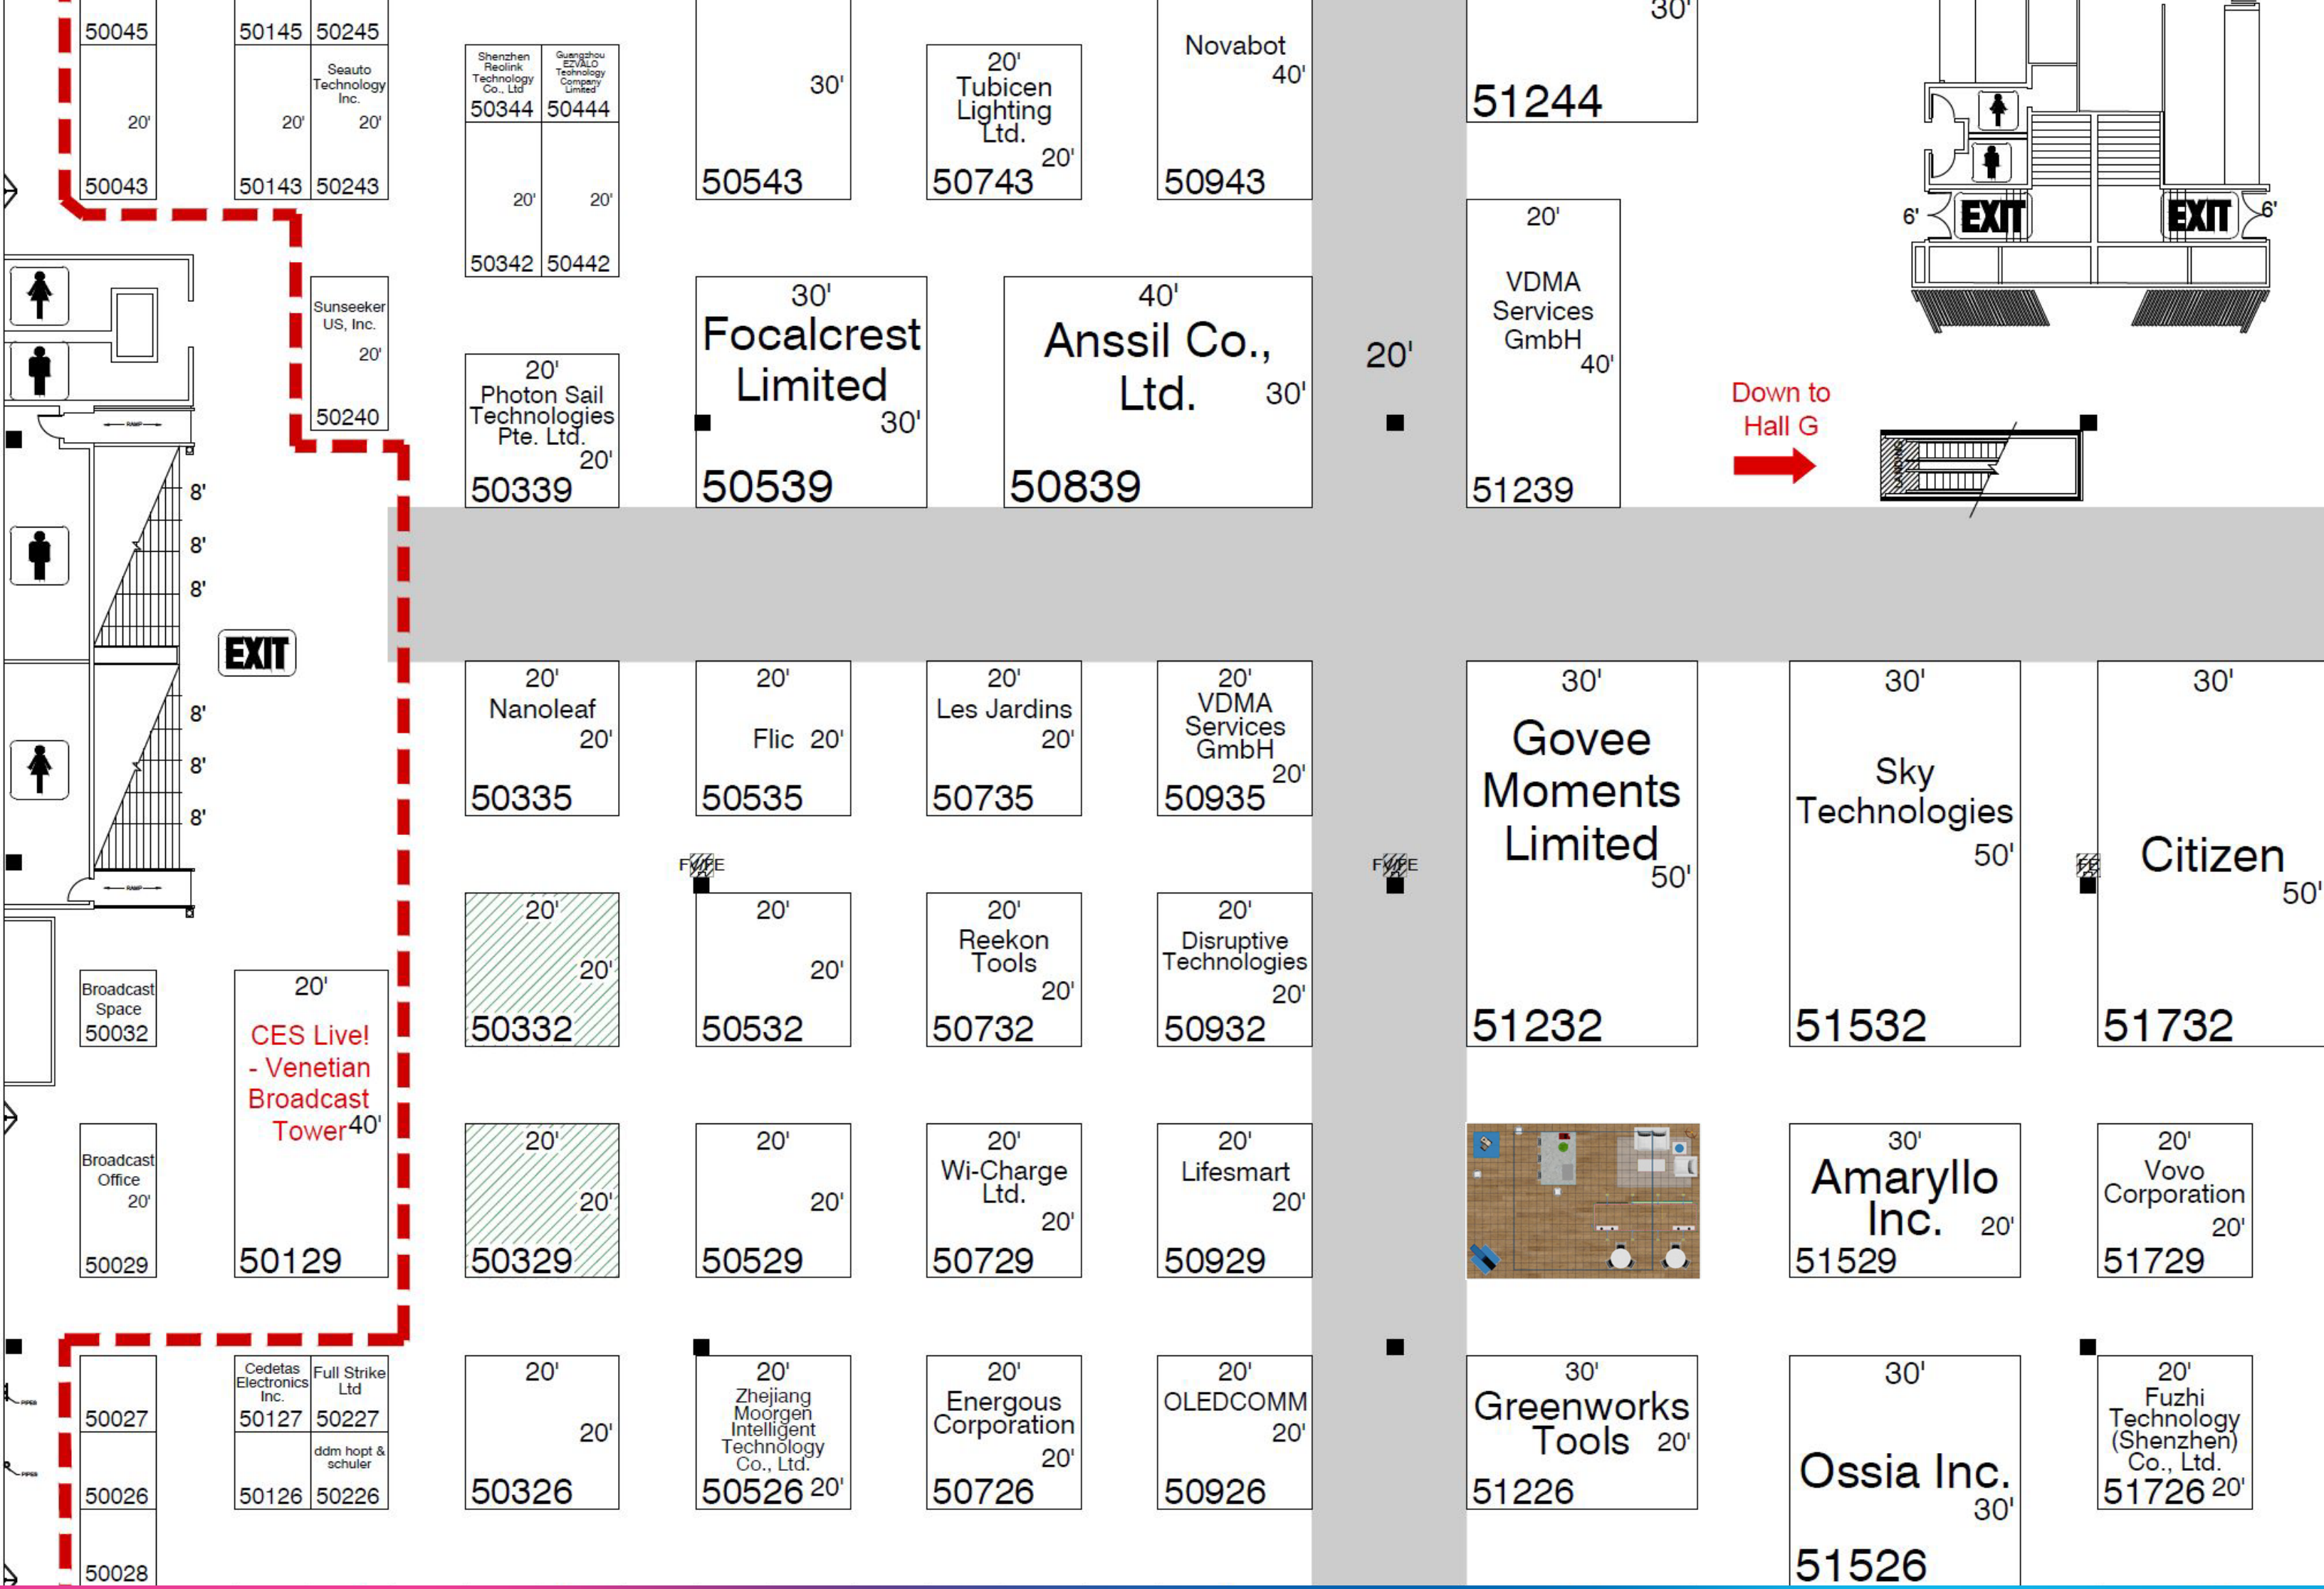 50045
50145
50245
30'
20'
50043
20'
50143
Seauto
Technology
Inc.
20'
50243
Shenzhen
Reolink
Technology
Co., Ltd
50344
Guangzhou
EZVALO
Technology
Company
Limited
50444
20'
50342
20'
50442
30'
50543
20'
Tubicen
Lighting
Ltd.
20'
50743
Novabot
40'
50943
51244
6'
EXIT
EXIT
6'
Sunseeker
US, Inc.
20'
50240
20'
Photon Sail
Technologies
Pte. Ltd.
20'
50339
30'
Focalcrest
Limited
30'
50539
40'
Anssil Co.,
Ltd.
30'
50839
20'
20'
VDMA
Services
GmbH
40'
51239
Down to
Hall G
LANDING
RAMP
8'
8'
8'
EXIT
8'
8'
8'
RAMP
20'
Nanoleaf
20'
50335
20'
Flic 20'
50535
20'
Les Jardins
20'
50735
20'
VDMA
Services
GmbH
20'
50935
30'
Govee
Moments
Limited
50'
51232
30'
Sky
Technologies
50'
51532
30'
Citizen
50'
51732
20'
20'
50332
20'
20'
50532
20'
Reekon
Tools
20'
50732
20'
Disruptive
Technologies
20'
50932
Broadcast
Space
50032
20'
CES Live!
- Venetian
Broadcast
Tower 40'
50129
Broadcast
Office
20'
50029
20'
20'
50329
20'
20'
50529
20'
Wi-Charge
Ltd.
20'
50729
20'
Lifesmart
20'
50929
30'
Amaryllo
Inc. 20'
51529
20'
Vovo
Corporation
20'
51729
50027
Cedetas
Electronics
Inc.
50127
Full Strike
Ltd
50227
50026
50126
ddm hopt &
schuler
50226
50028
20'
20'
50326
20'
Zhejiang
Moorgen
Intelligent
Technology
Co., Ltd.
50526 20'
20'
Energous
Corporation
20'
50726
20'
OLEDCOMM
20'
50926
30'
Greenworks
Tools 20'
51226
30'
Ossia Inc.
30'
51526
20'
Fuzhi
Technology
(Shenzhen)
Co., Ltd.
51726 20'